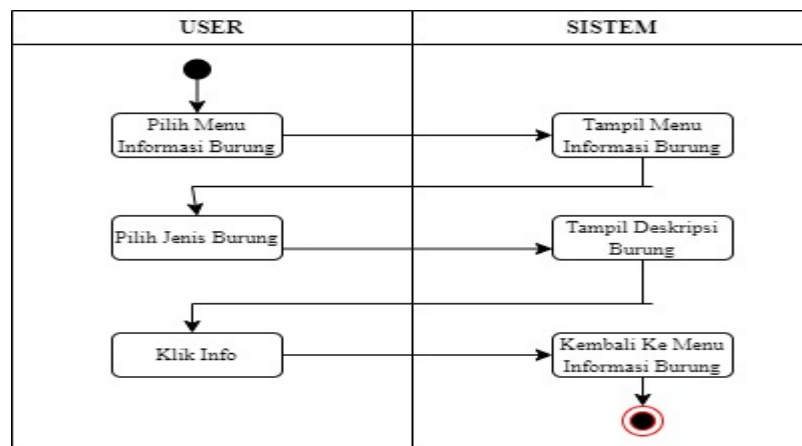 USER
SISTEM
Pilih Menu
Informasi Burung
Tampil Menu
Informasi Burung
Pilih Jenis Burung
Tampil Deskripsi
Burung
Klik Info
Kembali Ke Menu
Informasi Burung